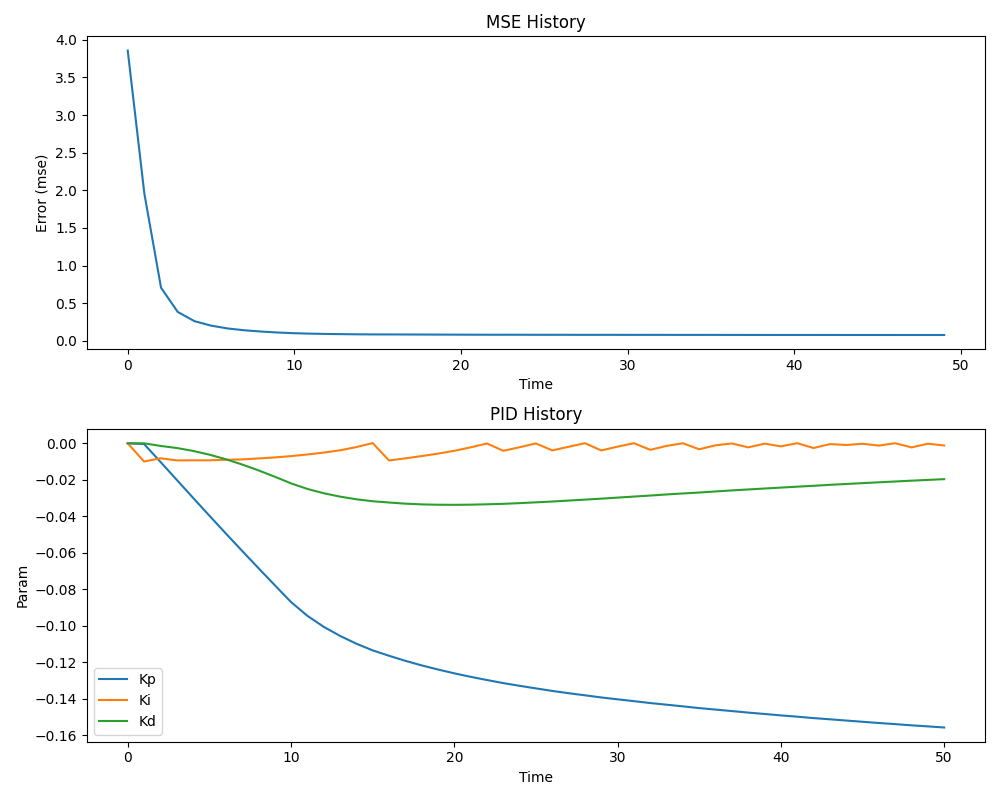 MSE History
4.0
3.5
3.0
2.5
2.0
1.5
1.0
0.5
0.0
Error (mse)
0 10 20 30 40 50
Time
PID History
0.00
−0.02
−0.04
−0.06
−0.08
−0.10
−0.12
−0.14
−0.16
Param
Kp
Ki
Kd
0 10 20 30 40 50
Time